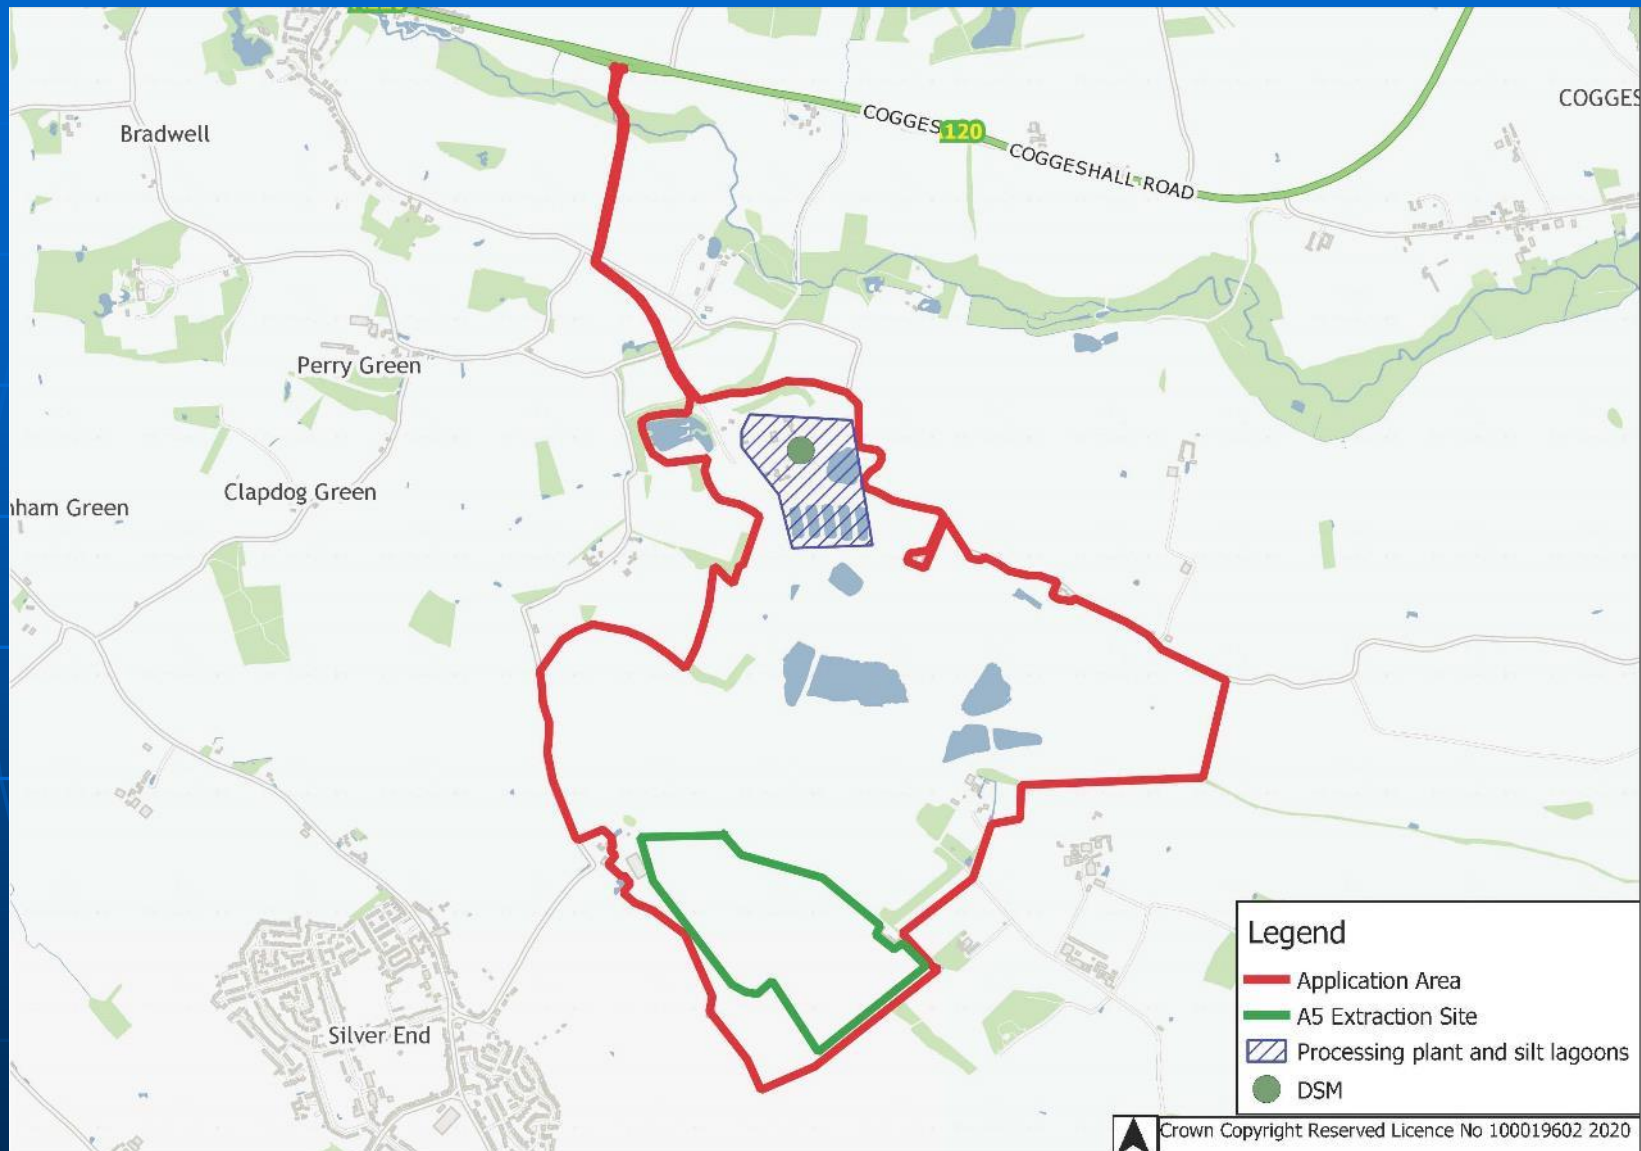 COGGES
COGGES
120
COGGESHALL ROAD
Bradwell
Perry Green
Clapdog Green
nham Green
Silver End
Legend
Application Area
A5 Extraction Site
Processing plant and silt lagoons
DSM
Crown Copyright Reserved Licence No 100019602 2020